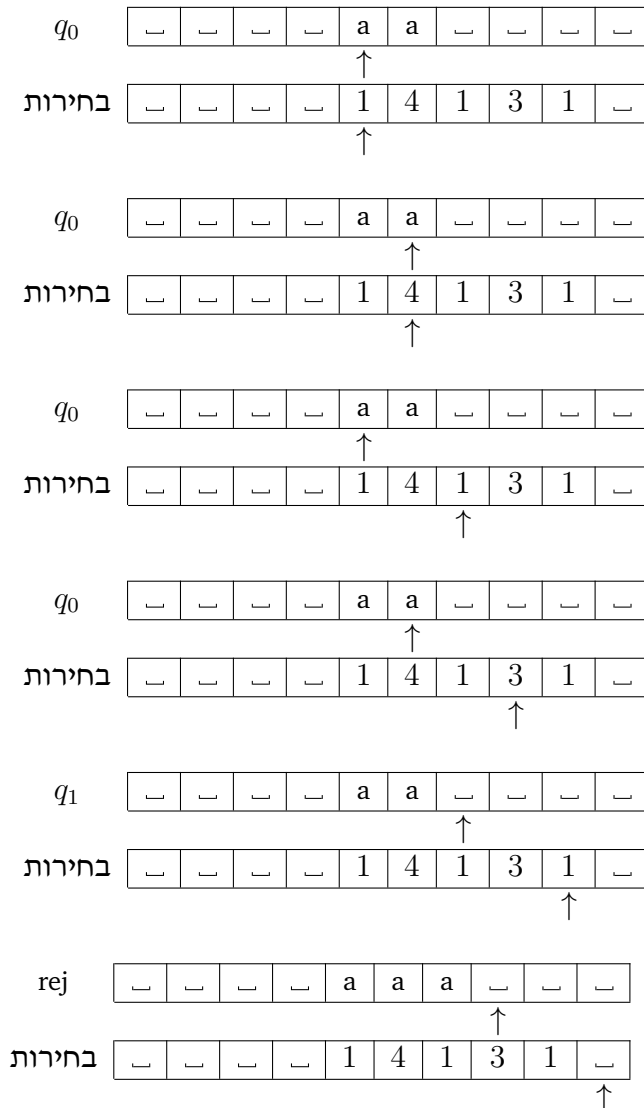 q₀ ␣ ␣ ␣ ␣ a a ␣ ␣ ␣ ␣
↑
בחירות ␣ ␣ ␣ ␣ 1 4 1 3 1 ␣
↑
q₀ ␣ ␣ ␣ ␣ a a ␣ ␣ ␣ ␣
↑
בחירות ␣ ␣ ␣ ␣ 1 4 1 3 1 ␣
↑
q₀ ␣ ␣ ␣ ␣ a a ␣ ␣ ␣ ␣
↑
בחירות ␣ ␣ ␣ ␣ 1 4 1 3 1 ␣
↑
q₀ ␣ ␣ ␣ ␣ a a ␣ ␣ ␣ ␣
↑
בחירות ␣ ␣ ␣ ␣ 1 4 1 3 1 ␣
↑
q₁ ␣ ␣ ␣ ␣ a a ␣ ␣ ␣ ␣
↑
בחירות ␣ ␣ ␣ ␣ 1 4 1 3 1 ␣
↑
rej ␣ ␣ ␣ ␣ a a a ␣ ␣ ␣
↑
בחירות ␣ ␣ ␣ ␣ 1 4 1 3 1 ␣
↑